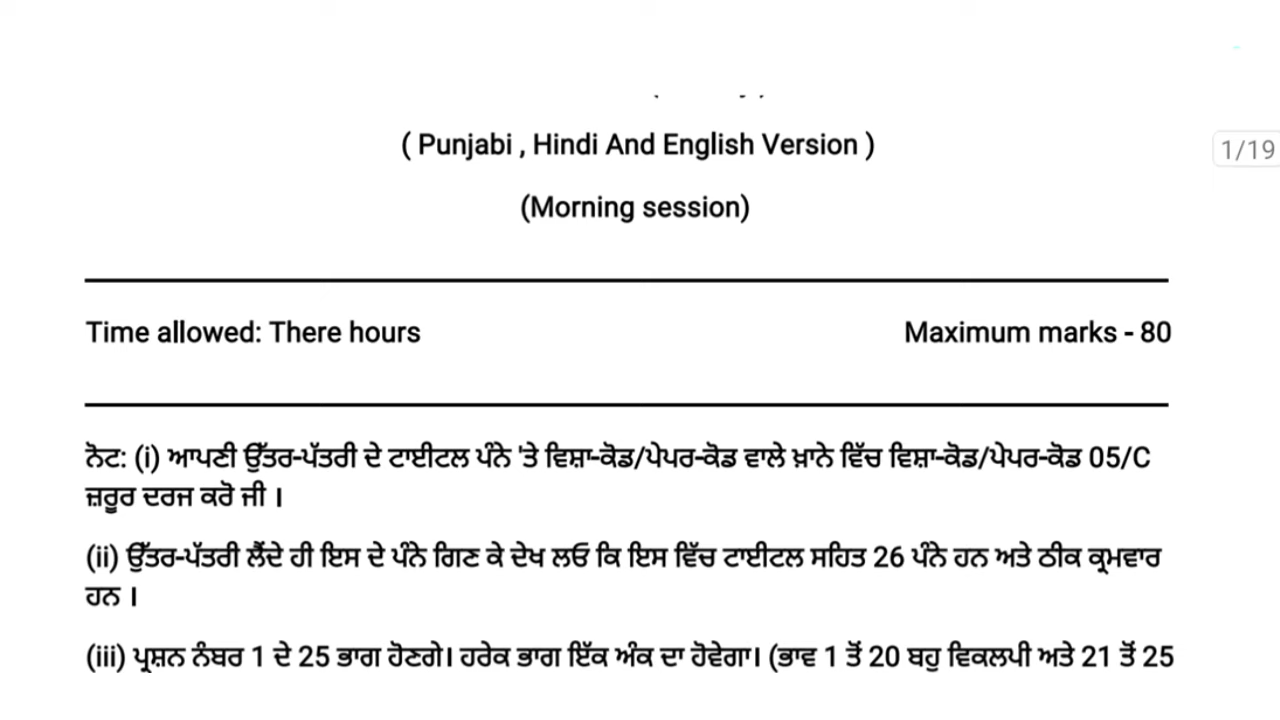 ( Punjabi , Hindi And English Version )
1/19
(Morning session)
Time allowed: There hours Maximum marks - 80
ਨੋਟ: (i) ਆਪਣੀ ਉੱਤਰ-ਪੱਤਰੀ ਦੇ ਟਾਈਟਲ ਪੰਨੇ 'ਤੇ ਵਿਸ਼ਾ-ਕੋਡ/ਪੇਪਰ-ਕੋਡ ਵਾਲੇ ਖ਼ਾਨੇ ਵਿੱਚ ਵਿਸ਼ਾ-ਕੋਡ/ਪੇਪਰ-ਕੋਡ 05/C
ਜ਼ਰੂਰ ਦਰਜ ਕਰੋ ਜੀ ।
(ii) ਉੱਤਰ-ਪੱਤਰੀ ਲੈਂਦੇ ਹੀ ਇਸ ਦੇ ਪੰਨੇ ਗਿਣ ਕੇ ਦੇਖ ਲਓ ਕਿ ਇਸ ਵਿੱਚ ਟਾਈਟਲ ਸਹਿਤ 26 ਪੰਨੇ ਹਨ ਅਤੇ ਠੀਕ ਕ੍ਰਮਵਾਰ
ਹਨ ।
(iii) ਪ੍ਰਸ਼ਨ ਨੰਬਰ 1 ਦੇ 25 ਭਾਗ ਹੋਣਗੇ। ਹਰੇਕ ਭਾਗ ਇੱਕ ਅੰਕ ਦਾ ਹੋਵੇਗਾ। (ਭਾਵ 1 ਤੋਂ 20 ਬਹੁ ਵਿਕਲਪੀ ਅਤੇ 21 ਤੋਂ 25